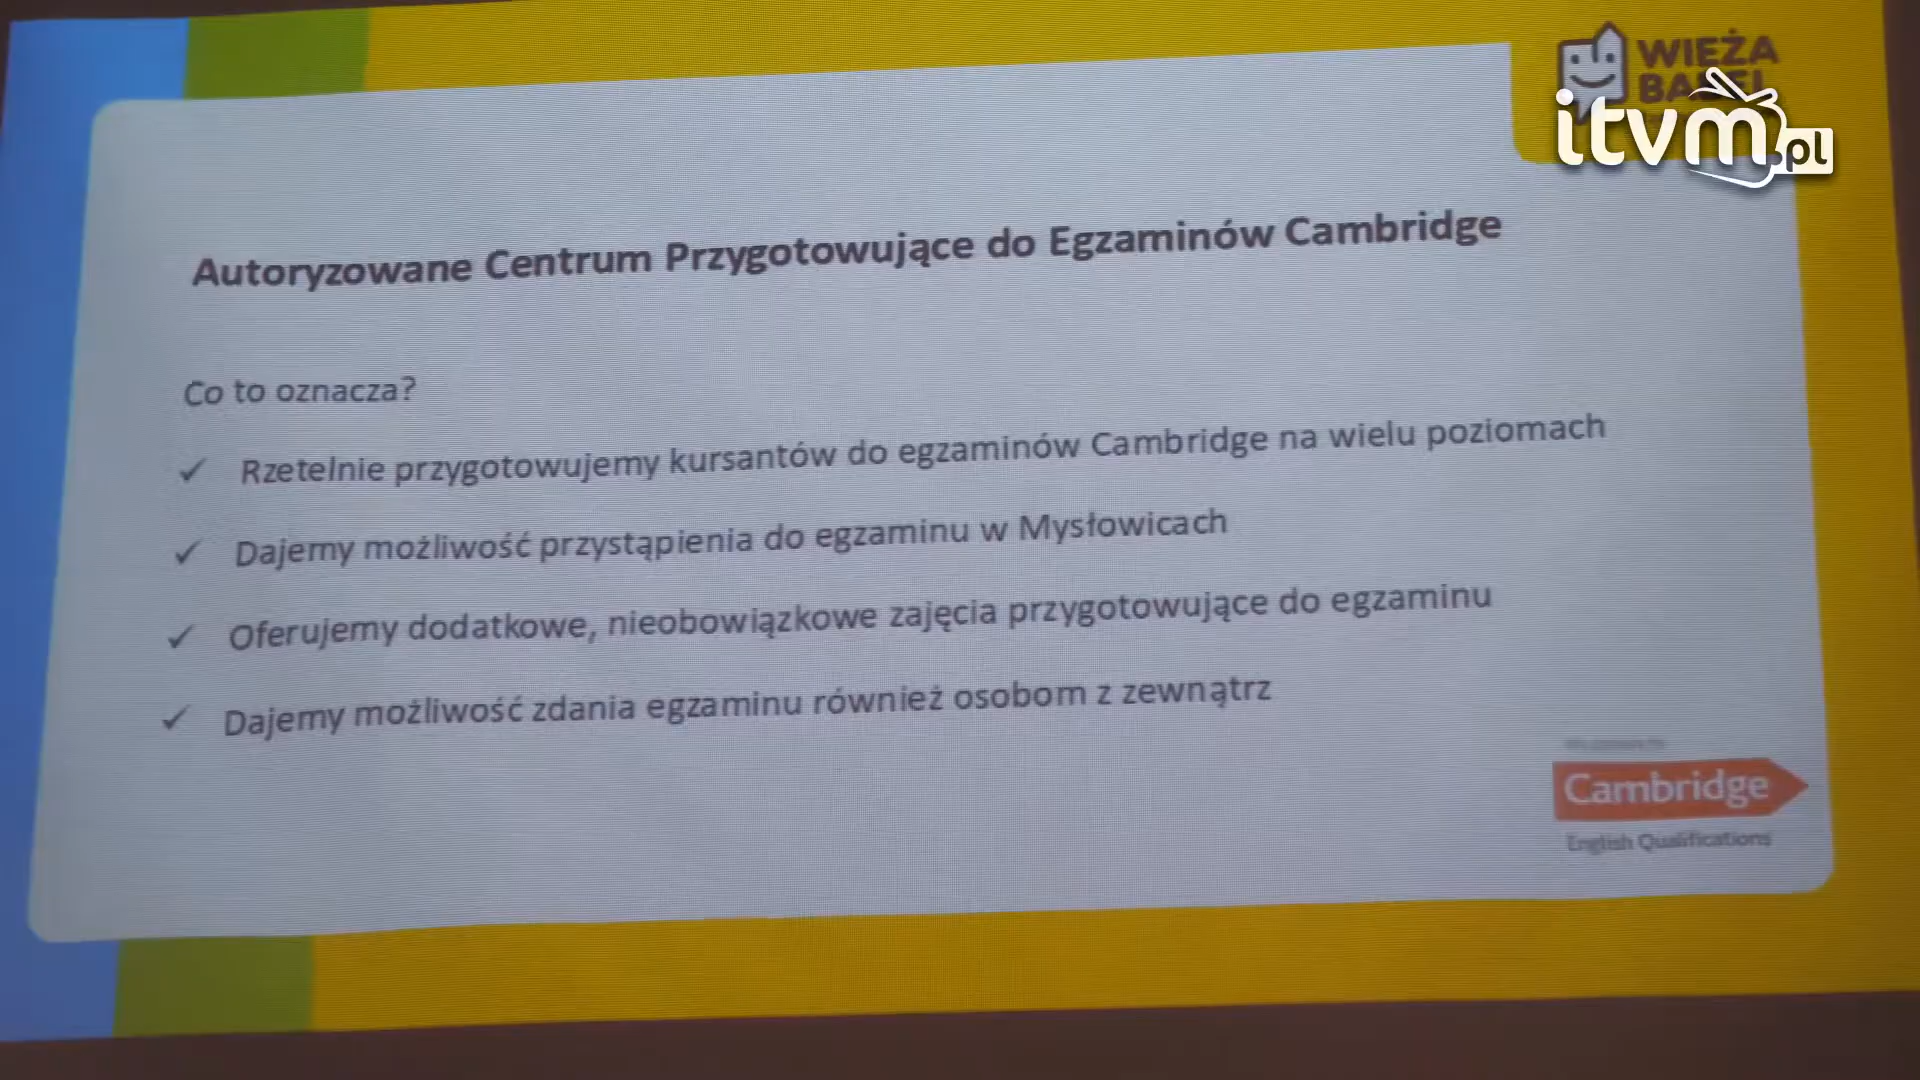 WIEŻA
itvm.pl
Autoryzowane Centrum Przygotowujące do Egzaminów Cambridge
Co to oznacza?
✓ Rzetelnie przygotowujemy kursantów do egzaminów Cambridge na wielu poziomach
✓ Dajemy możliwość przystąpienia do egzaminu w Mysłowicach
✓ Oferujemy dodatkowe, nieobowiązkowe zajęcia przygotowujące do egzaminu
✓ Dajemy możliwość zdania egzaminu również osobom z zewnątrz
Cambridge
English Qualifications